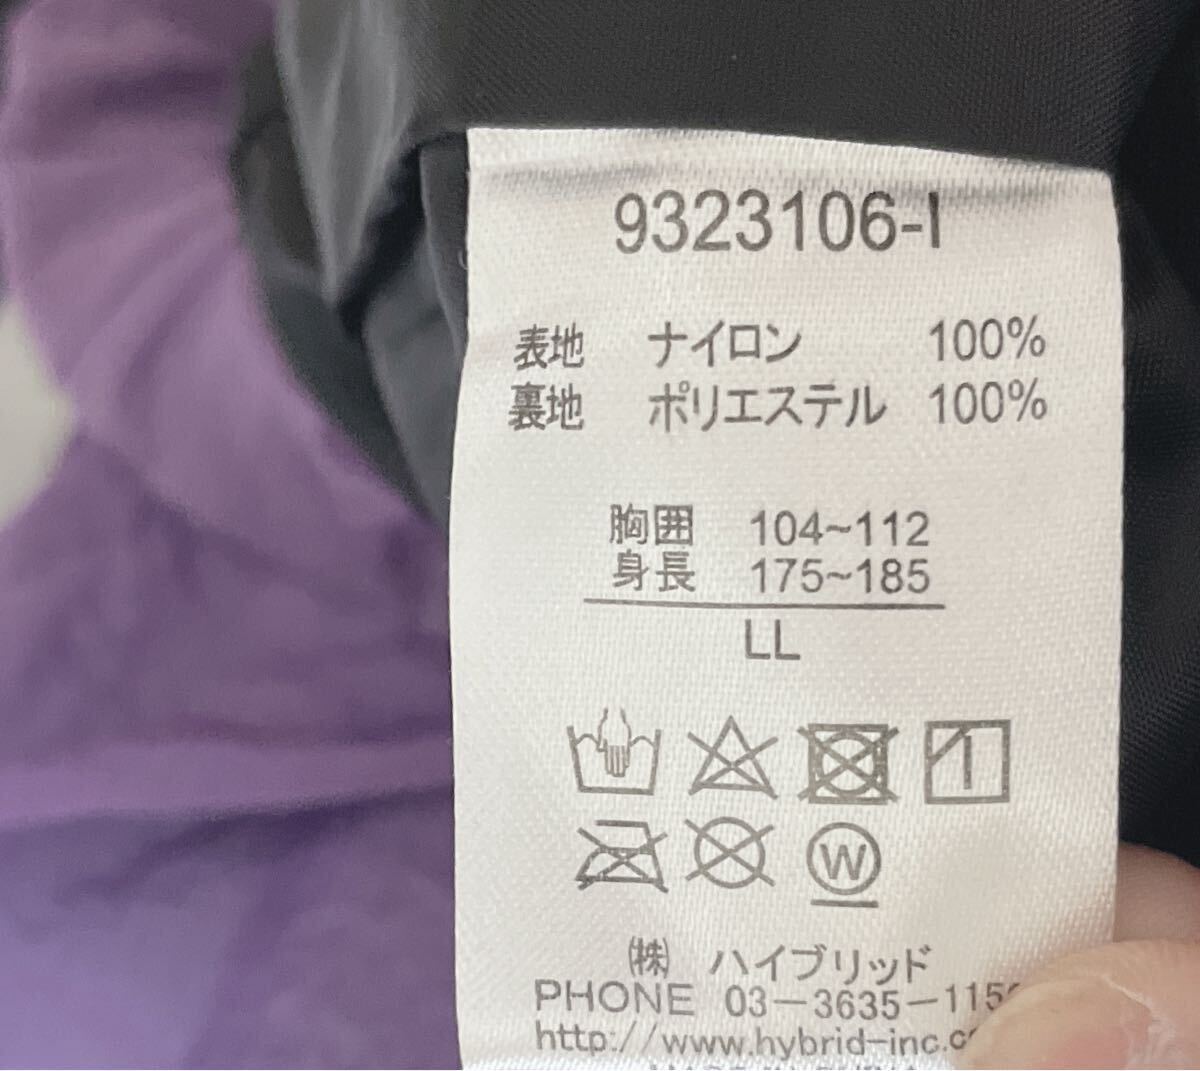 9323106-I
表地 ナイロン 100%
裏地 ポリエステル 100%
胸囲 104~112
身長 175~185
LL
W
㈱ ハイブリッド
PHONE 03-3635-115
http://www.hybrid-inc.c